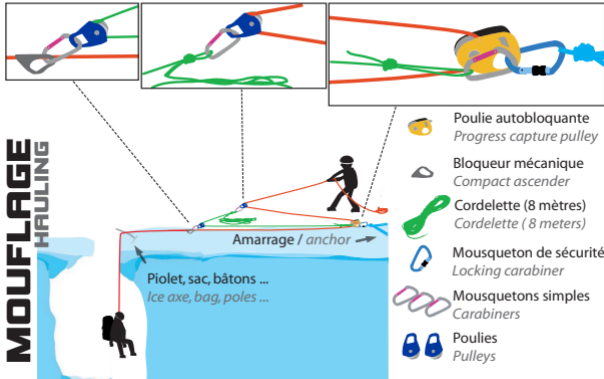 MOUFLAGE
HAULING
Amarrage / anchor
Piolet, sac, bâtons ...
Ice axe, bag, poles ...
Poulie autobloquante
Progress capture pulley
Bloqueur mécanique
Compact ascender
Cordelette (8 mètres)
Cordelette ( 8 meters)
Mousqueton de sécurité
Locking carabiner
Mousquetons simples
Carabiners
Poulies
Pulleys